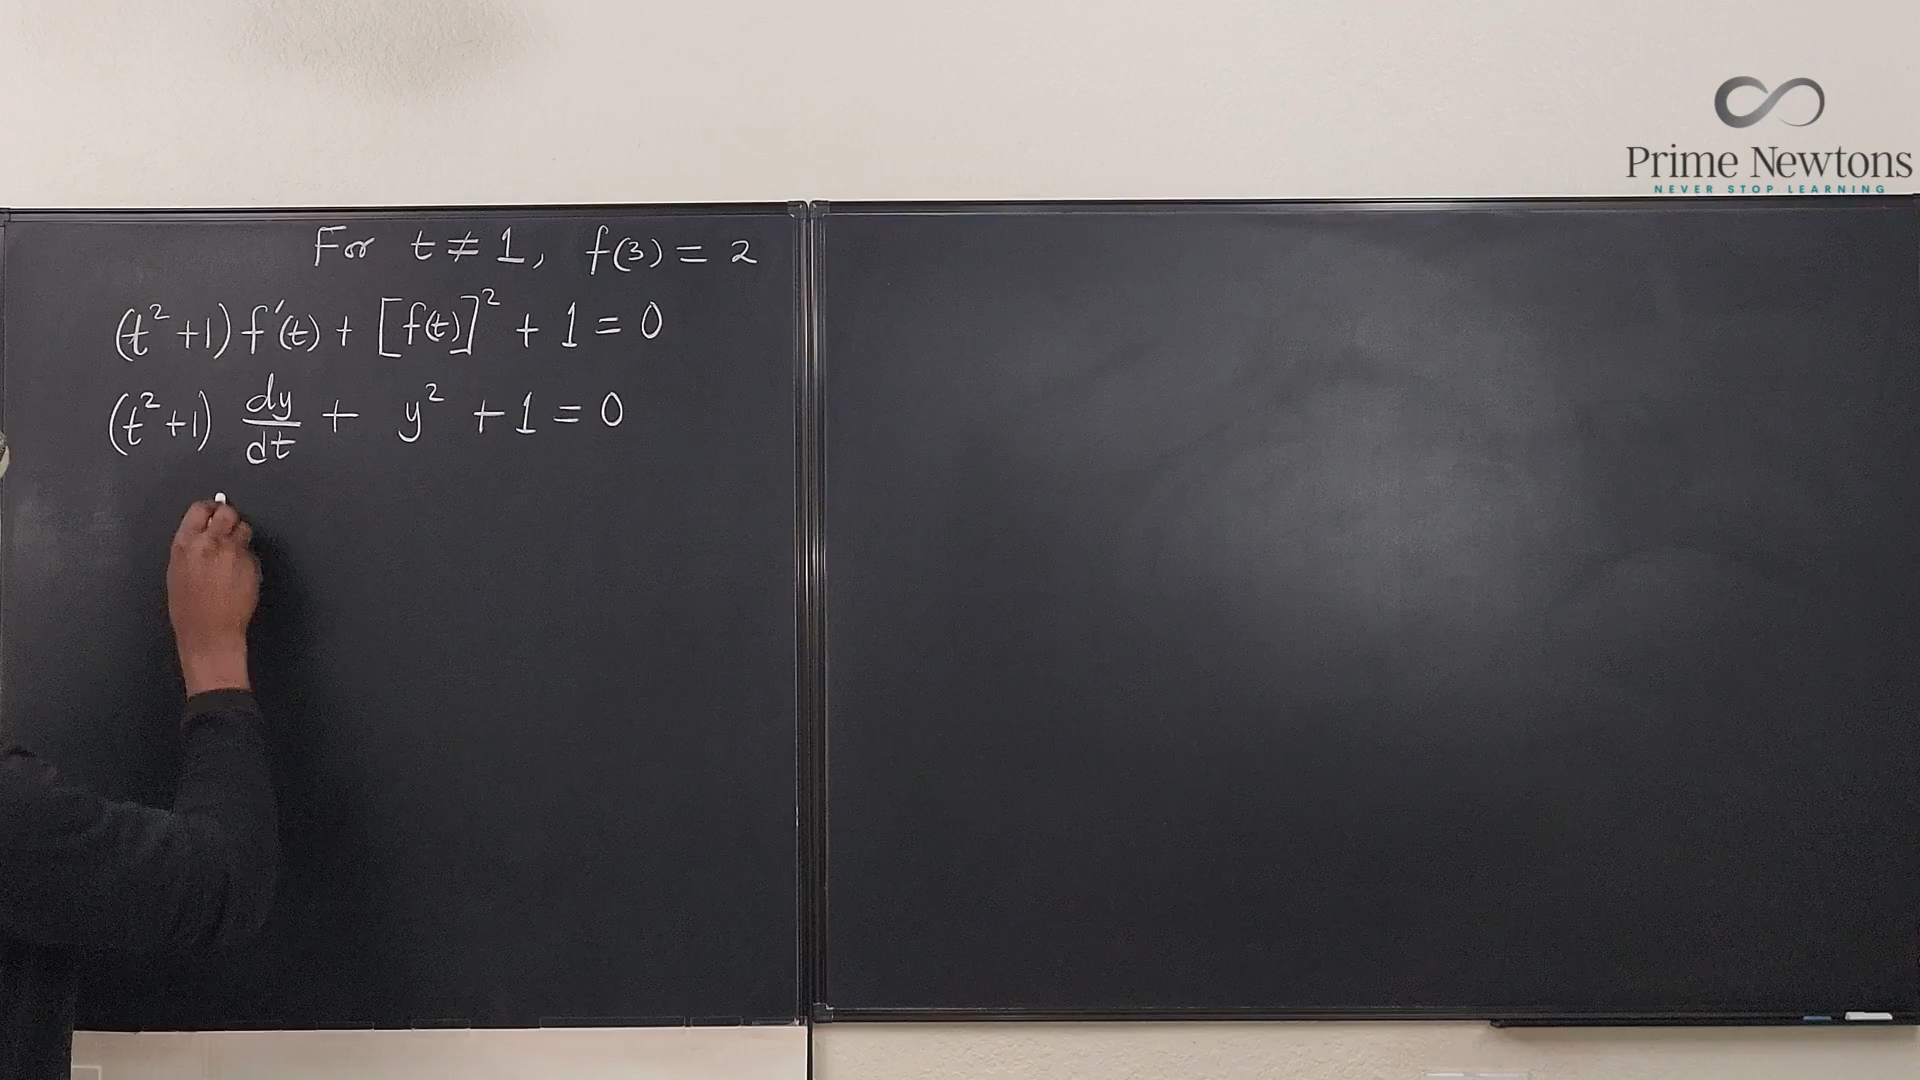 Prime Newtons
NEVER STOP LEARNING
For t ≠ 1, f(3) = 2
(t² +1) f'(t) + [f(t)]² + 1 = 0
(t²+1) dy/dt + y² + 1 = 0